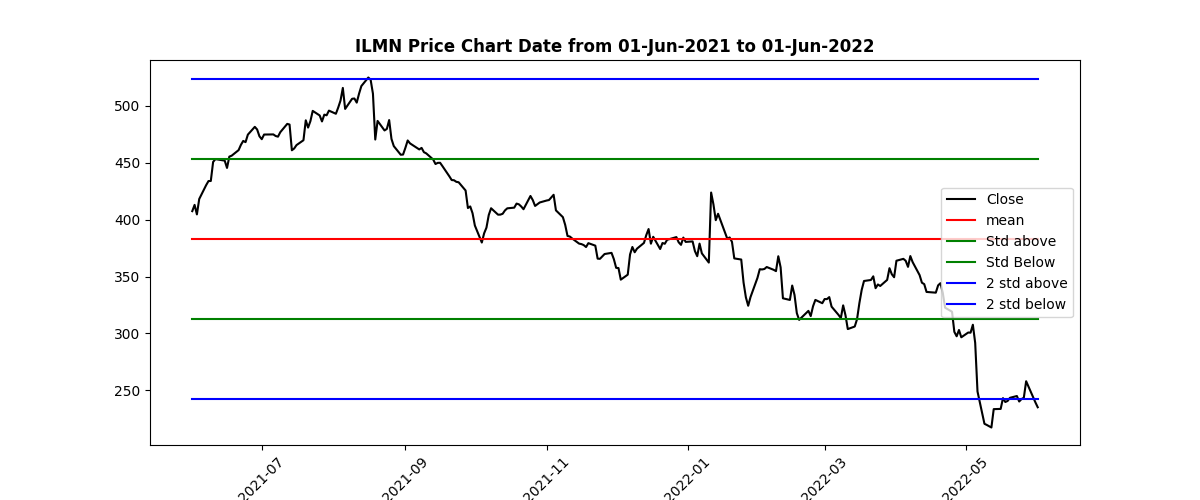 ILMN Price Chart Date from 01-Jun-2021 to 01-Jun-2022
500
450
400
350
300
250
Close
mean
Std above
Std Below
2 std above
2 std below
2021-07
2021-09
2021-11
2022-01
2022-03
2022-05